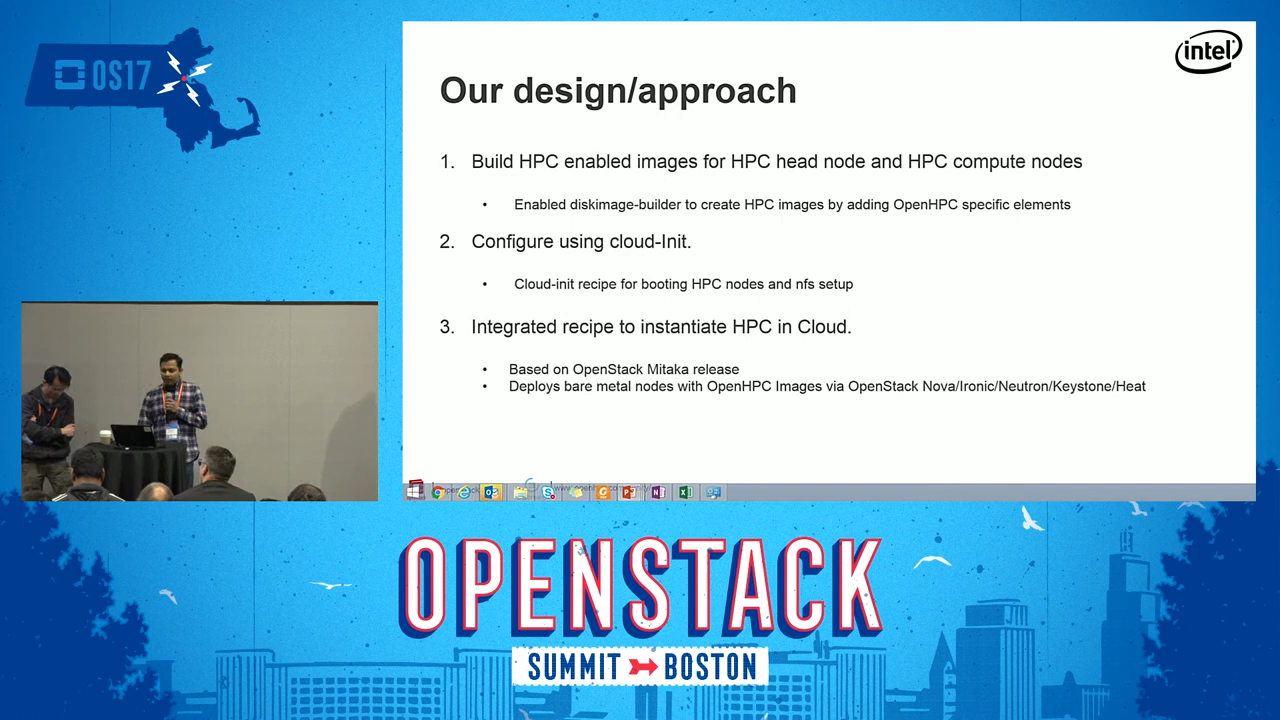 OS17
intel
Our design/approach
1. Build HPC enabled images for HPC head node and HPC compute nodes
• Enabled diskimage-builder to create HPC images by adding OpenHPC specific elements
2. Configure using cloud-Init.
• Cloud-init recipe for booting HPC nodes and nfs setup
3. Integrated recipe to instantiate HPC in Cloud.
• Based on OpenStack Mitaka release
• Deploys bare metal nodes with OpenHPC Images via OpenStack Nova/Ironic/Neutron/Keystone/Heat
OPENSTACK
SUMMIT BOSTON